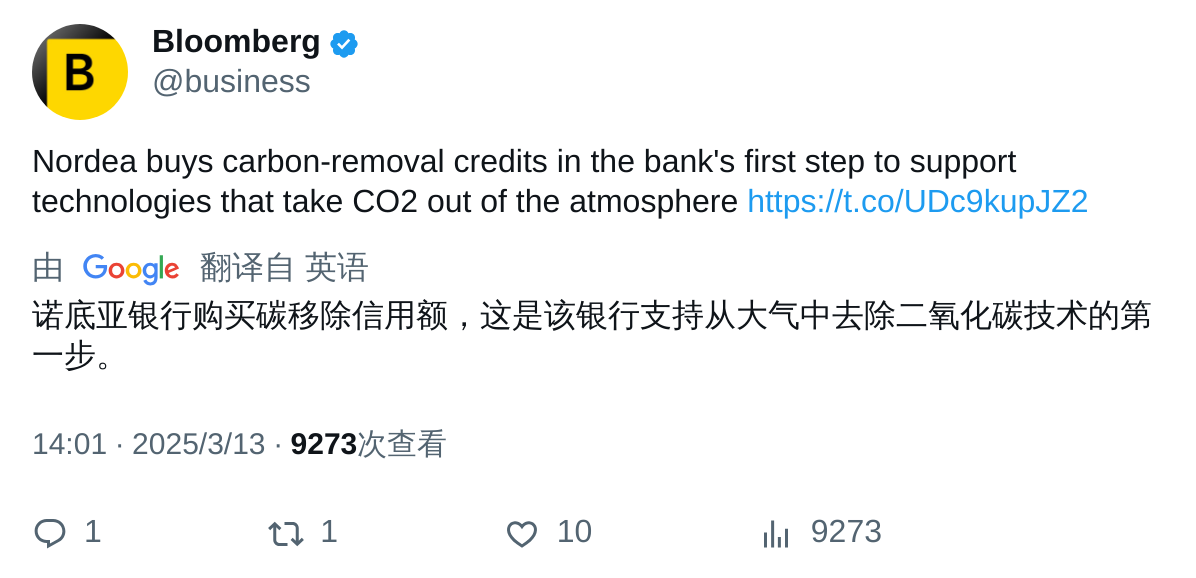 B
Bloomberg
@business
Nordea buys carbon-removal credits in the bank's first step to support
technologies that take CO2 out of the atmosphere https://t.co/UDc9kupJZ2
由 Google 翻译自 英语
诺底亚银行购买碳移除信用额，这是该银行支持从大气中去除二氧化碳技术的第
一步。
14:01 · 2025/3/13 · 9273次查看
1 1 10 9273